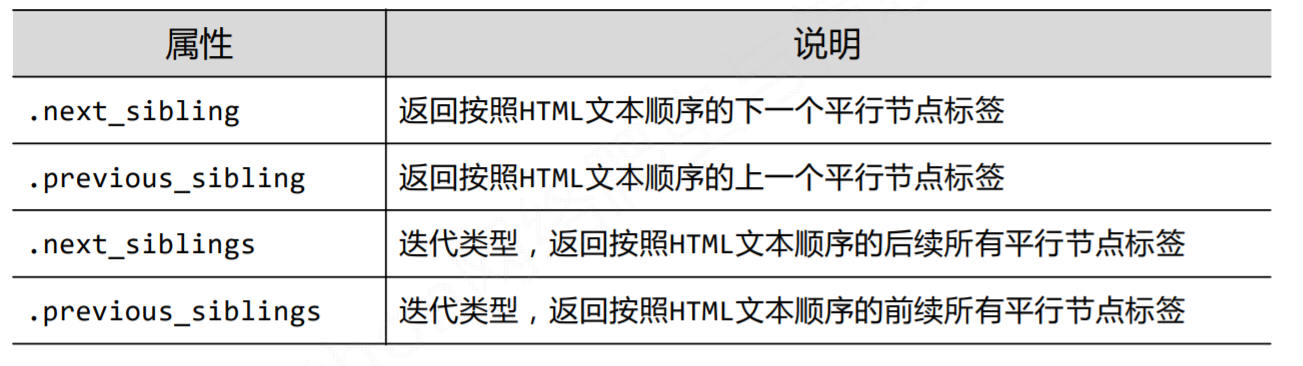 属性 说明
.next_sibling 返回按照HTML文本顺序的下一个平行节点标签
.previous_sibling 返回按照HTML文本顺序的上一个平行节点标签
.next_siblings 迭代类型，返回按照HTML文本顺序的后续所有平行节点标签
.previous_siblings 迭代类型，返回按照HTML文本顺序的前续所有平行节点标签